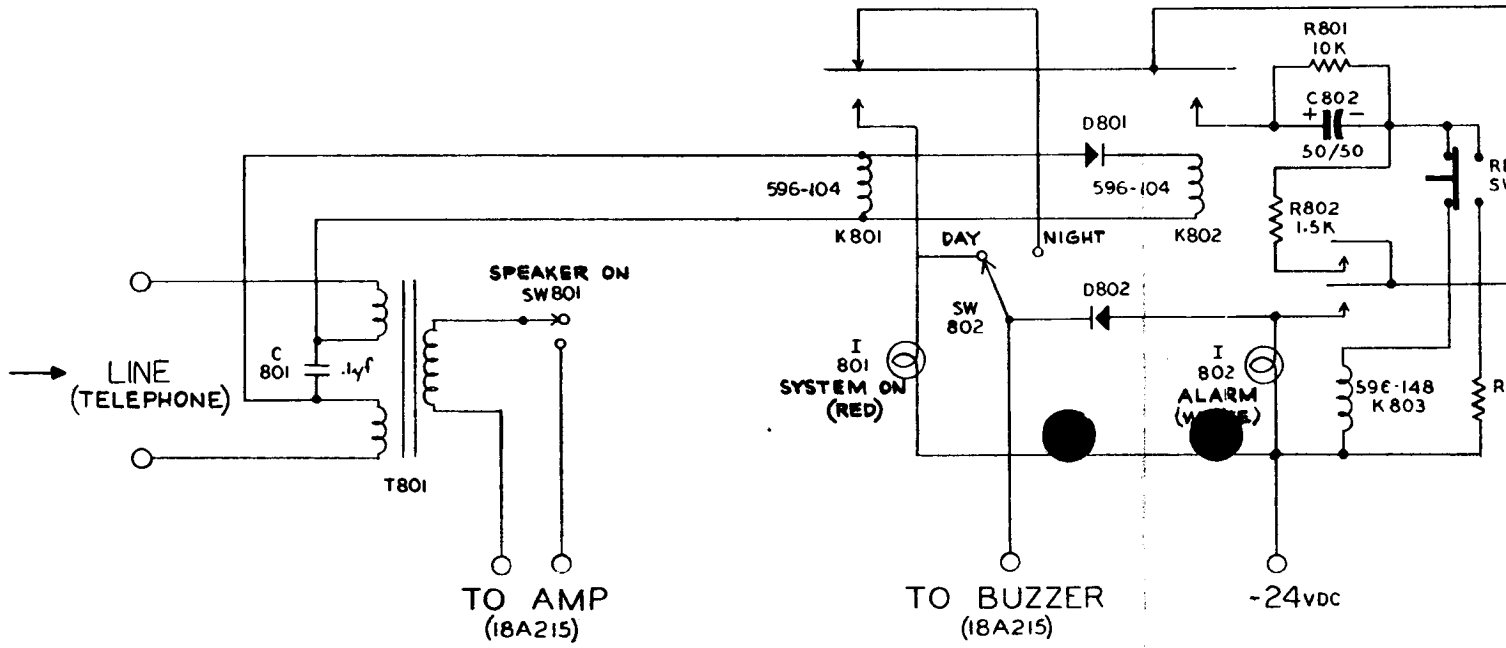 R801
10K
+ C802 -
50/50
D801
596-104
596-104
K801
K802
R802
1.5K
DAY
NIGHT
SPEAKER ON
SW801
D802
SW
802
LINE
(TELEPHONE)
C
801
.1μf
T801
I
801
SYSTEM ON
(RED)
I
802
ALARM
596-148
K803
TO AMP
(18A215)
TO BUZZER
(18A215)
-24VDC